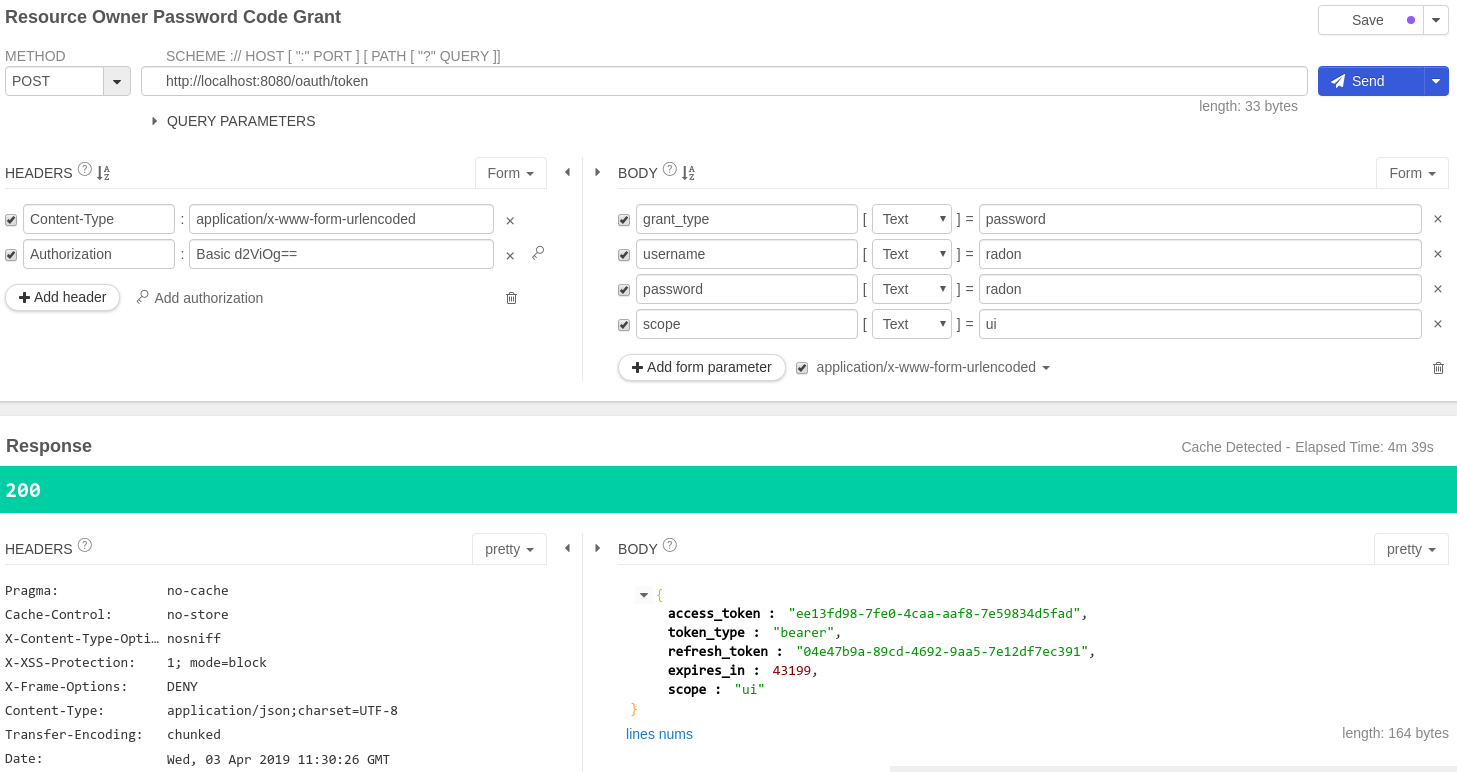 Resource Owner Password Code Grant
Save
METHOD
SCHEME :// HOST [ ":" PORT ] [ PATH [ "?" QUERY ]]
POST
http://localhost:8080/oauth/token
Send
length: 33 bytes
QUERY PARAMETERS
HEADERS ? Form
Content-Type : application/x-www-form-urlencoded ×
Authorization : Basic d2ViOg== ×
+ Add header Add authorization
BODY ? Form
grant_type [ Text ] = password ×
username [ Text ] = radon ×
password [ Text ] = radon ×
scope [ Text ] = ui ×
+ Add form parameter application/x-www-form-urlencoded
Response
Cache Detected - Elapsed Time: 4m 39s
200
HEADERS ? pretty
Pragma: no-cache
Cache-Control: no-store
X-Content-Type-Opti… nosniff
X-XSS-Protection: 1; mode=block
X-Frame-Options: DENY
Content-Type: application/json;charset=UTF-8
Transfer-Encoding: chunked
Date: Wed, 03 Apr 2019 11:30:26 GMT
BODY ? pretty
{
access_token : "ee13fd98-7fe0-4caa-aaf8-7e59834d5fad",
token_type : "bearer",
refresh_token : "04e47b9a-89cd-4692-9aa5-7e12df7ec391",
expires_in : 43199,
scope : "ui"
}
lines nums
length: 164 bytes